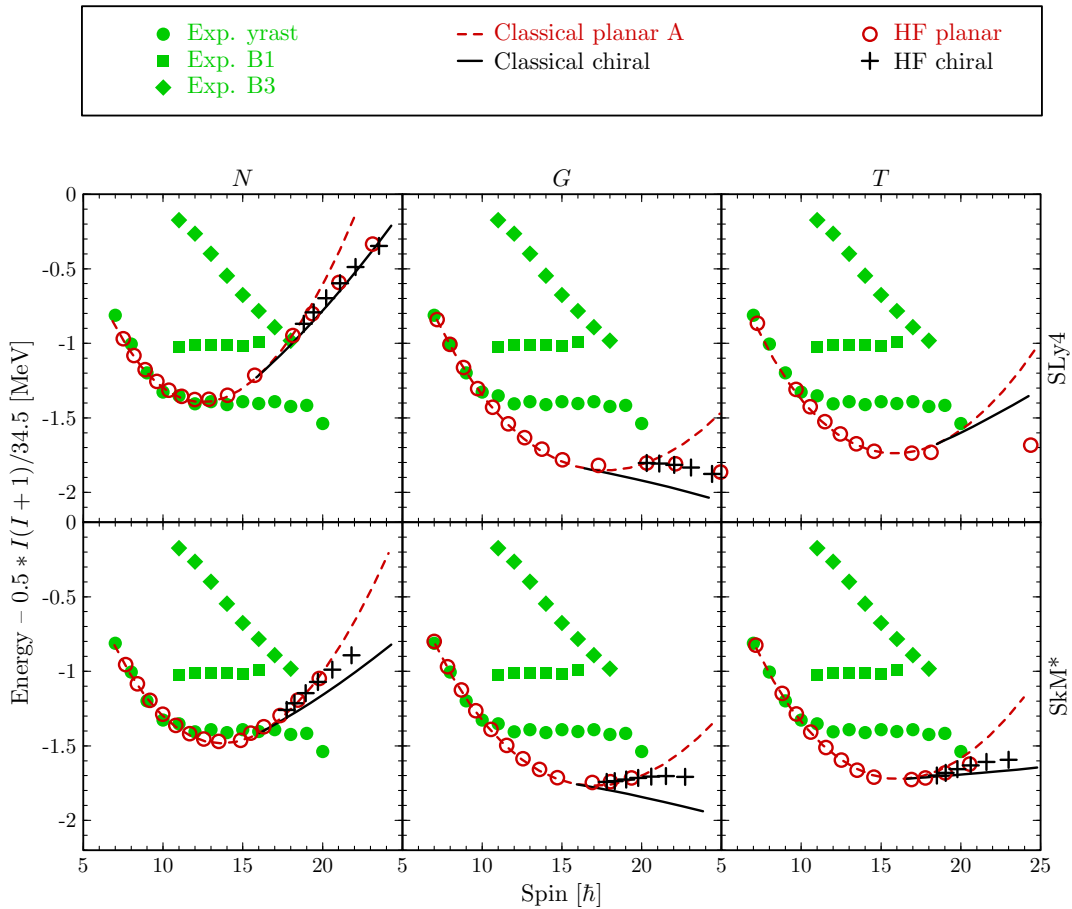 Exp. yrast Classical planar A HF planar
Exp. B1 Classical chiral HF chiral
Exp. B3
N G T
0
-0.5
-1
-1.5
-2
SLy4
0
-0.5
-1
-1.5
-2
SkM*
Energy – 0.5 * I(I + 1)/34.5 [MeV]
5 10 15 20 5 10 15 20 5 10 15 20 25
Spin [ħ]